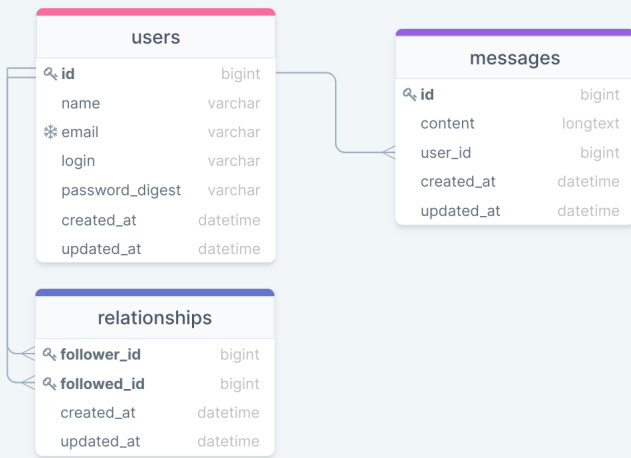 users
id bigint
name varchar
email varchar
login varchar
password_digest varchar
created_at datetime
updated_at datetime
messages
id bigint
content longtext
user_id bigint
created_at datetime
updated_at datetime
relationships
follower_id bigint
followed_id bigint
created_at datetime
updated_at datetime